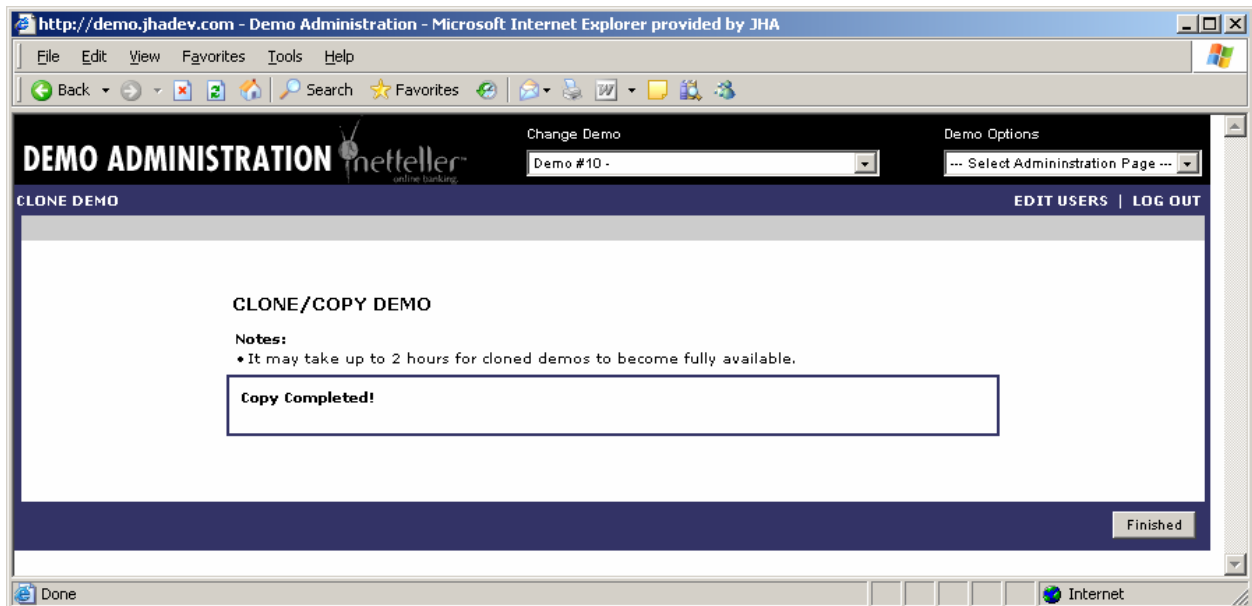 http://demo.jhadev.com - Demo Administration - Microsoft Internet Explorer provided by JHA
File Edit View Favorites Tools Help
Back Search Favorites
Change Demo Demo Options
DEMO ADMINISTRATION netteller™ Demo #10 - --- Select Admininstration Page ---
online banking.
CLONE DEMO EDIT USERS | LOG OUT
CLONE/COPY DEMO
Notes:
• It may take up to 2 hours for cloned demos to become fully available.
Copy Completed!
Finished
Done Internet